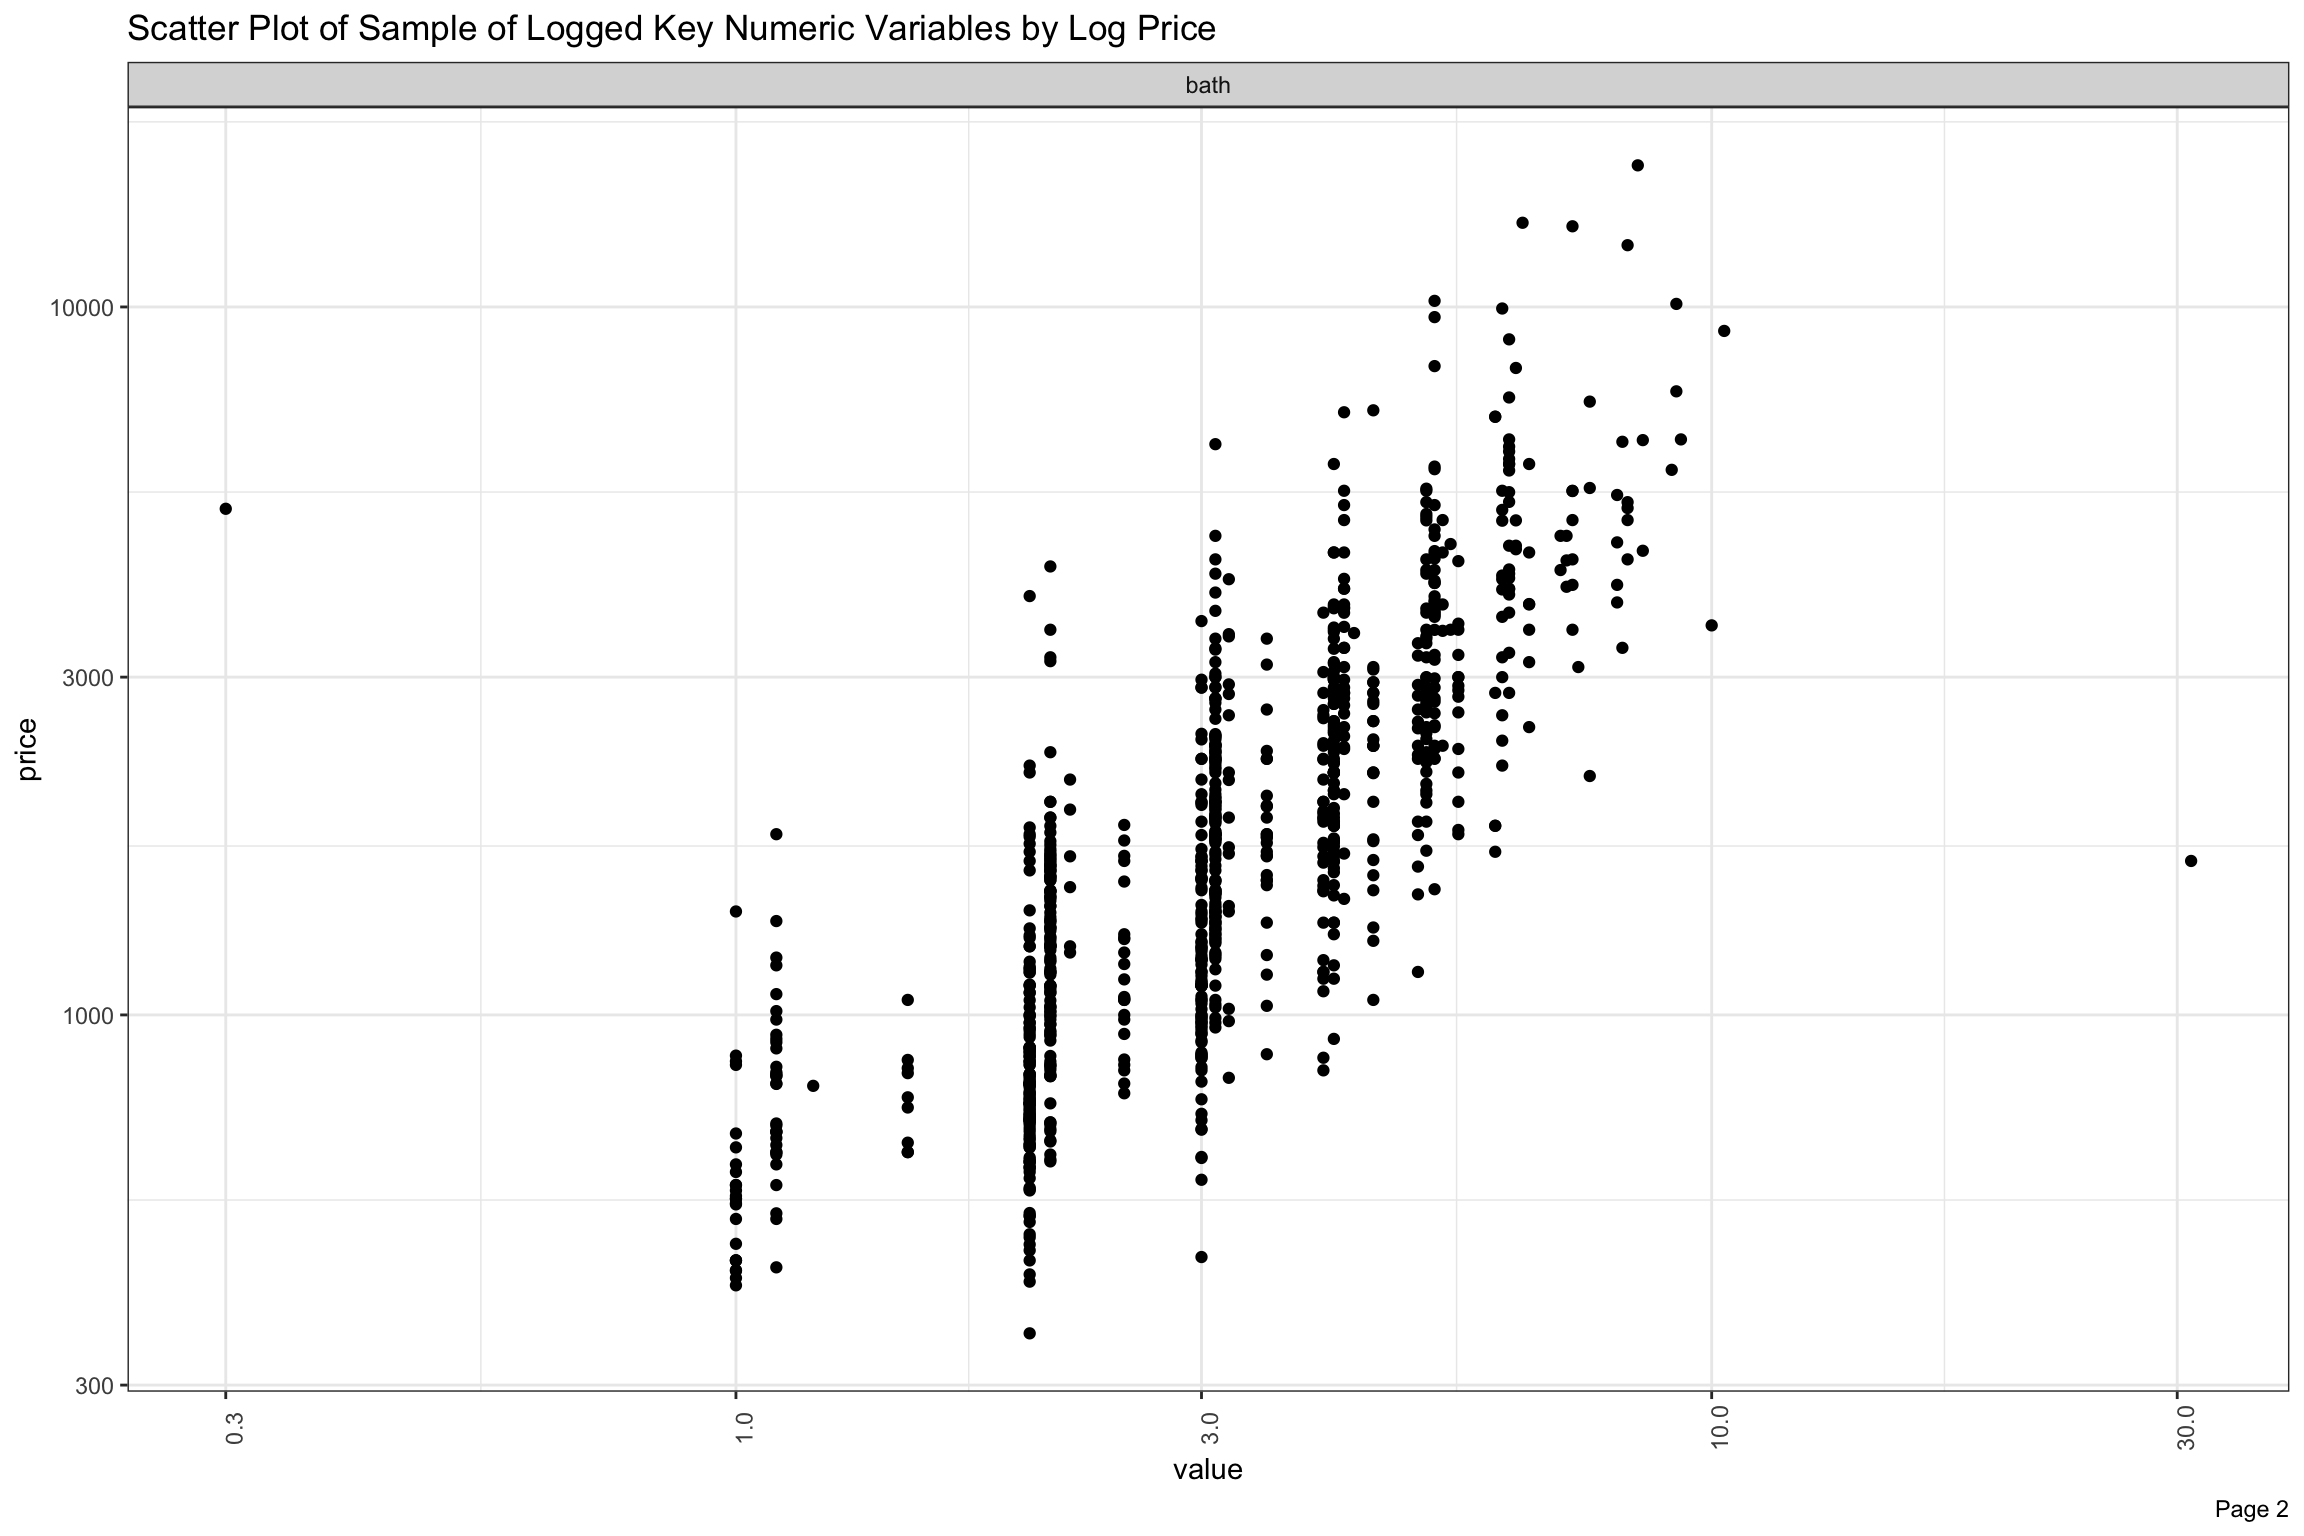 Scatter Plot of Sample of Logged Key Numeric Variables by Log Price
bath
10000
3000
1000
300
price
0.3
1.0
3.0
10.0
30.0
value
Page 2